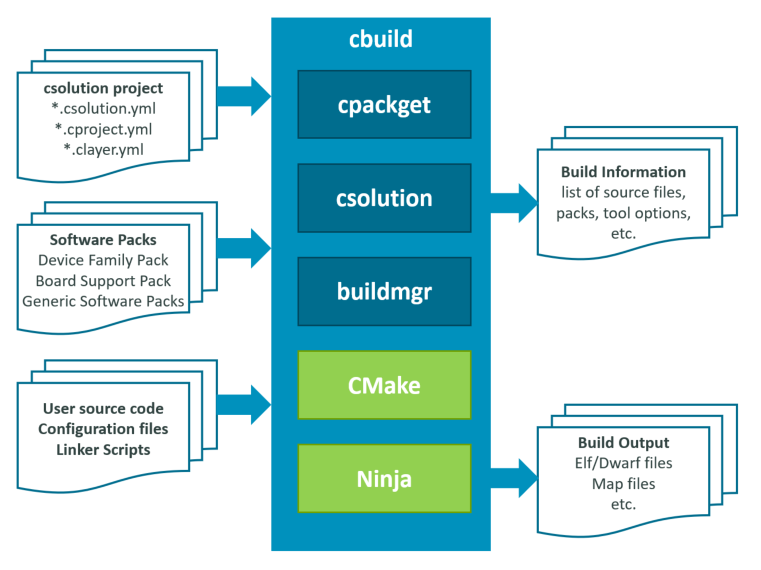 cbuild
csolution project
*.csolution.yml
*.cproject.yml
*.clayer.yml
Software Packs
Device Family Pack
Board Support Pack
Generic Software Packs
User source code
Configuration files
Linker Scripts
cpackget
csolution
buildmgr
CMake
Ninja
Build Information
list of source files,
packs, tool options,
etc.
Build Output
Elf/Dwarf files
Map files
etc.